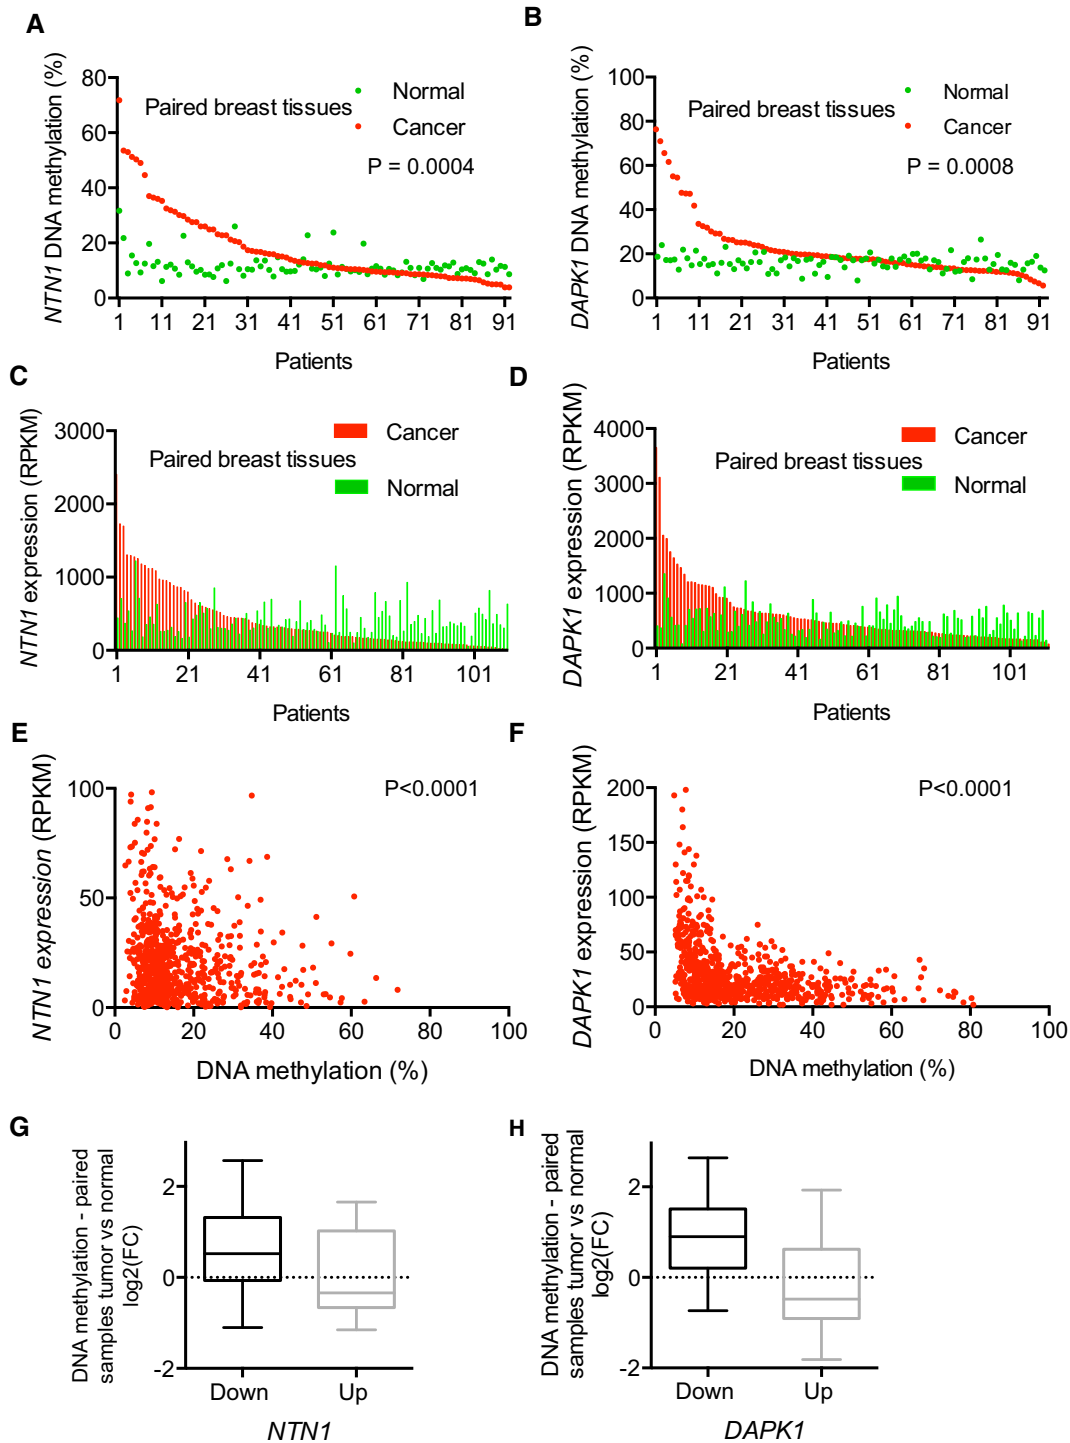 A
NTN1 DNA methylation (%)
80
60
40
20
0
Paired breast tissues
Normal
Cancer
P = 0.0004
1 11 21 31 41 51 61 71 81 91
Patients
B
DAPK1 DNA methylation (%)
100
80
60
40
20
0
Paired breast tissues
Normal
Cancer
P = 0.0008
1 11 21 31 41 51 61 71 81 91
Patients
C
NTN1 expression (RPKM)
3000
2000
1000
0
Cancer
Paired breast tissues
Normal
1 21 41 61 81 101
Patients
D
DAPK1 expression (RPKM)
4000
3000
2000
1000
0
Cancer
Paired breast tissues
Normal
1 21 41 61 81 101
Patients
E
NTN1 expression (RPKM)
100
50
0
P<0.0001
0 20 40 60 80 100
DNA methylation (%)
F
DAPK1 expression (RPKM)
200
150
100
50
0
P<0.0001
0 20 40 60 80 100
DNA methylation (%)
G
DNA methylation - paired
samples tumor vs normal
log2(FC)
2
0
-2
Down Up
NTN1
H
DNA methylation - paired
samples tumor vs normal
log2(FC)
2
0
-2
Down Up
DAPK1